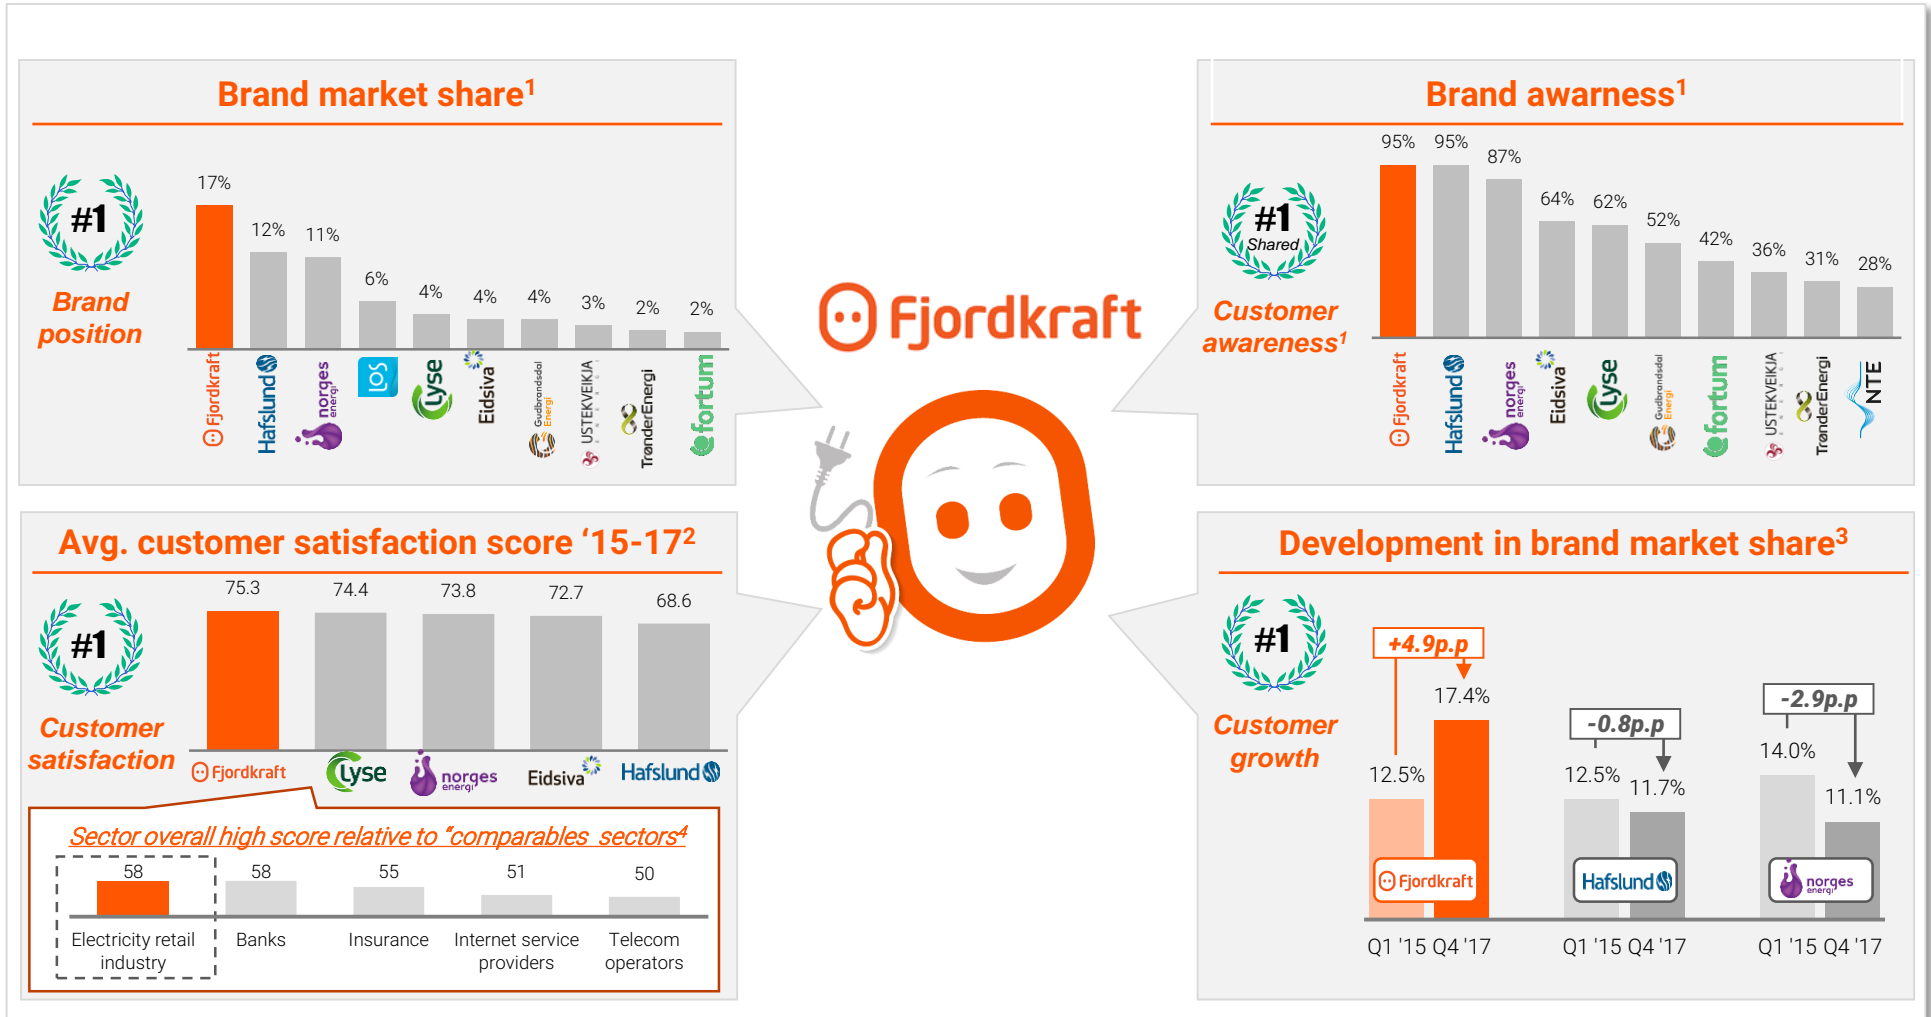 Brand market share1
#1
Brand
position
17%
12%
11%
6%
4%
4%
4%
3%
2%
2%
Fjordkraft
Hafslund
norges
energi
LOS
Lyse
Eidsiva
Gudbrandsdal
Energi
USTEKVEIKJA
ENERGI
TrønderEnergi
fortum
Brand awarness1
#1
Shared
Customer
awareness1
95%
95%
87%
64%
62%
52%
42%
36%
31%
28%
Fjordkraft
Hafslund
norges
energi
Eidsiva
Lyse
Gudbrandsdal
Energi
fortum
USTEKVEIKJA
ENERGI
TrønderEnergi
NTE
Fjordkraft
Avg. customer satisfaction score ‘15-172
#1
Customer
satisfaction
75.3
74.4
73.8
72.7
68.6
Fjordkraft
Lyse
norges
energi
Eidsiva
Hafslund
Sector overall high score relative to “comparables sectors4
58
58
55
51
50
Electricity retail
industry
Banks
Insurance
Internet service
providers
Telecom
operators
Development in brand market share3
#1
Customer
growth
+4.9p.p
12.5%
17.4%
Fjordkraft
Q1 '15 Q4 '17
-0.8p.p
12.5%
11.7%
Hafslund
Q1 '15 Q4 '17
-2.9p.p
14.0%
11.1%
norges
energi
Q1 '15 Q4 '17